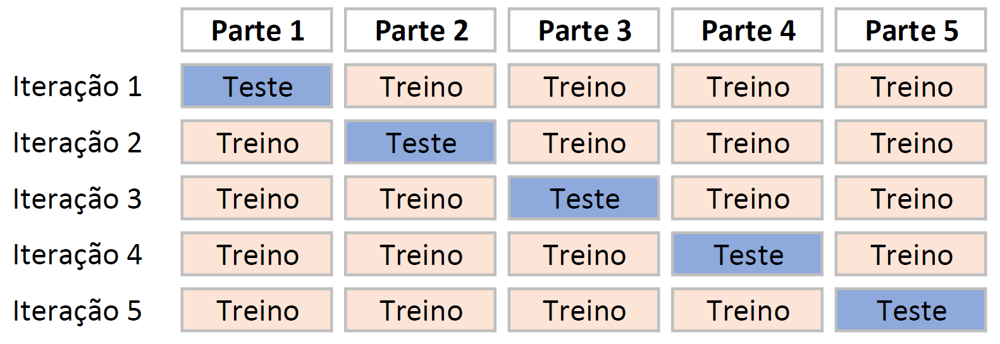 Parte 1 Parte 2 Parte 3 Parte 4 Parte 5
Iteração 1 Teste Treino Treino Treino Treino
Iteração 2 Treino Teste Treino Treino Treino
Iteração 3 Treino Treino Teste Treino Treino
Iteração 4 Treino Treino Treino Teste Treino
Iteração 5 Treino Treino Treino Treino Teste